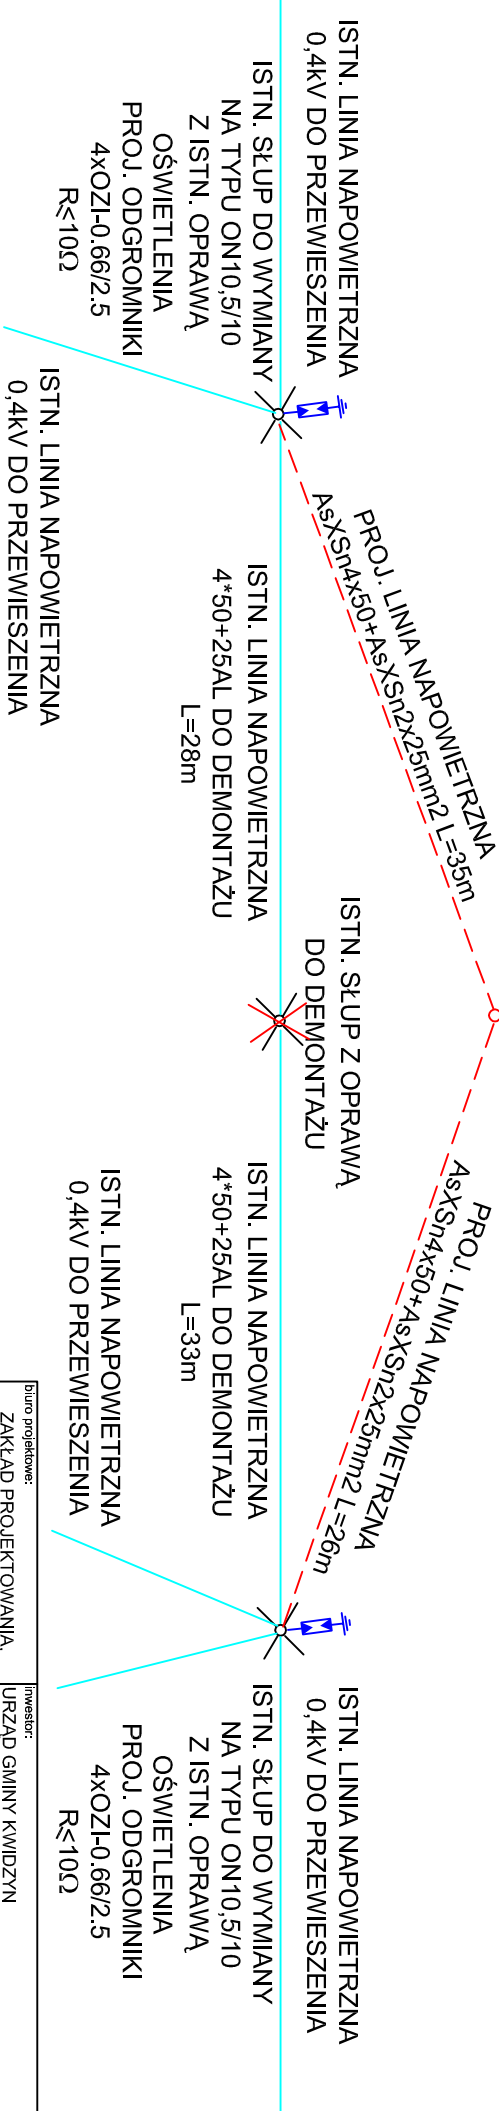 ISTN. LINIA NAPOWIETRZNA
0,4kV DO PRZEWIESZENIA
ISTN. SŁUP DO WYMIANY
NA TYPU ON10,5/10
Z ISTN. OPRAWĄ
OŚWIETLENIA
PROJ. ODGROMNIKI
4xOZI-0.66/2.5
R<10Ω
ISTN. LINIA NAPOWIETRZNA
0,4kV DO PRZEWIESZENIA
PROJ. LINIA NAPOWIETRZNA
AsXSn4x50+AsXSn2x25mm2 L=35m
ISTN. LINIA NAPOWIETRZNA
4*50+25AL DO DEMONTAŻU
L=28m
ISTN. SŁUP Z OPRAWĄ
DO DEMONTAŻU
PROJ. LINIA NAPOWIETRZNA
AsXSn4x50+AsXSn2x25mm2 L=26m
ISTN. LINIA NAPOWIETRZNA
4*50+25AL DO DEMONTAŻU
L=33m
ISTN. LINIA NAPOWIETRZNA
0,4kV DO PRZEWIESZENIA
ISTN. LINIA NAPOWIETRZNA
0,4kV DO PRZEWIESZENIA
ISTN. SŁUP DO WYMIANY
NA TYPU ON10,5/10
Z ISTN. OPRAWĄ
OŚWIETLENIA
PROJ. ODGROMNIKI
4xOZI-0.66/2.5
R<10Ω
biuro projektowe:
ZAKŁAD PROJEKTOWANIA,
inwestor:
URZĄD GMINY KWIDZYN